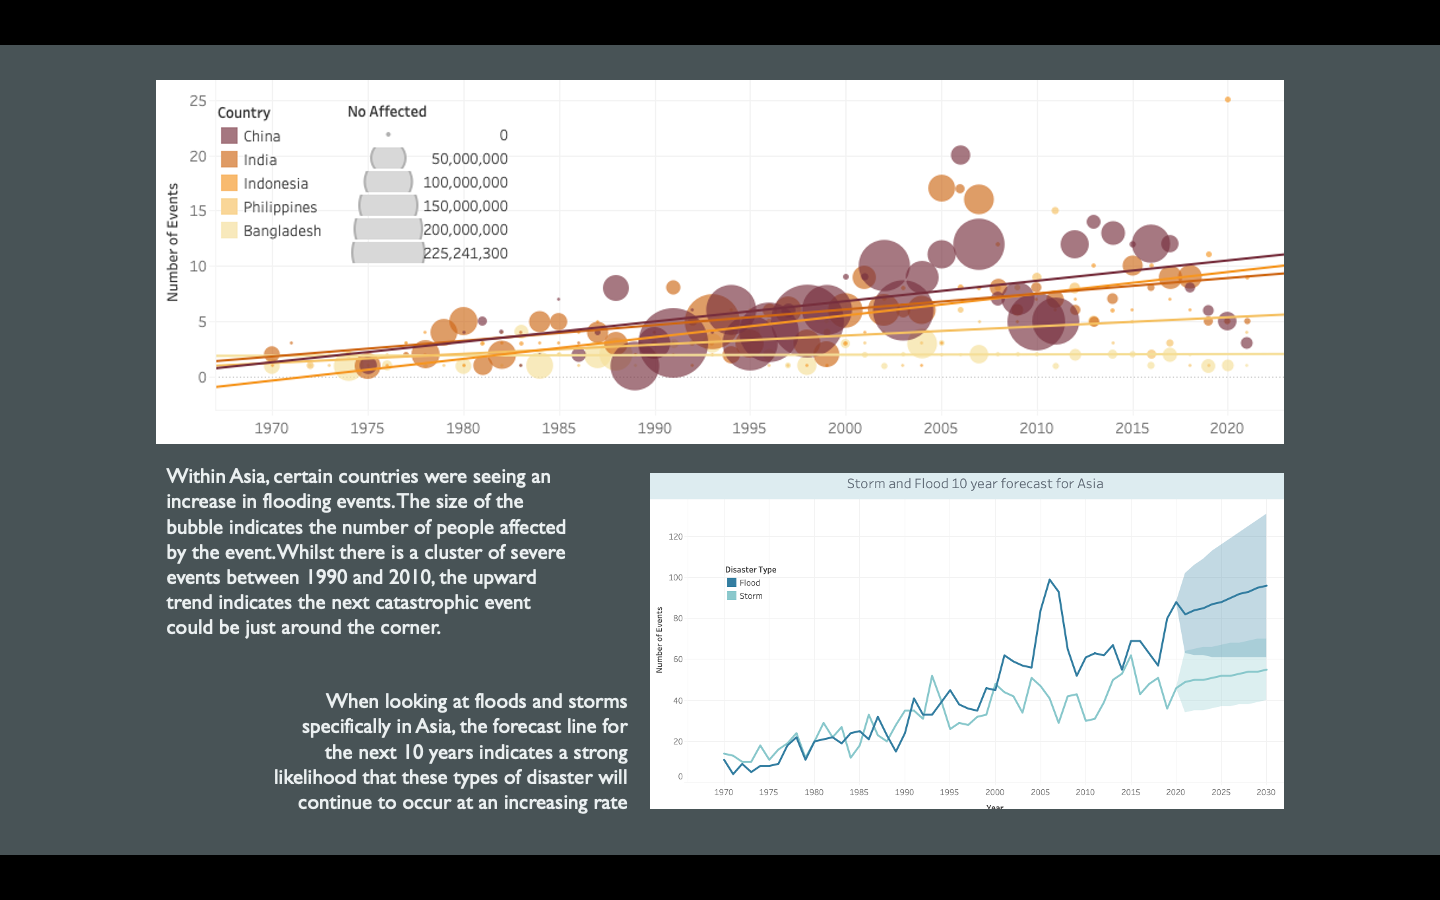 25
20
15
10
5
0
Number of Events
Country
China
India
Indonesia
Philippines
Bangladesh
No Affected
0
50,000,000
100,000,000
150,000,000
200,000,000
225,241,300
1970 1975 1980 1985 1990 1995 2000 2005 2010 2015 2020
Within Asia, certain countries were seeing an
increase in flooding events. The size of the
bubble indicates the number of people affected
by the event. Whilst there is a cluster of severe
events between 1990 and 2010, the upward
trend indicates the next catastrophic event
could be just around the corner.
When looking at floods and storms
specifically in Asia, the forecast line for
the next 10 years indicates a strong
likelihood that these types of disaster will
continue to occur at an increasing rate
Storm and Flood 10 year forecast for Asia
120
100
80
60
40
20
0
Number of Events
Disaster Type
Flood
Storm
1970 1975 1980 1985 1990 1995 2000 2005 2010 2015 2020 2025 2030
Year